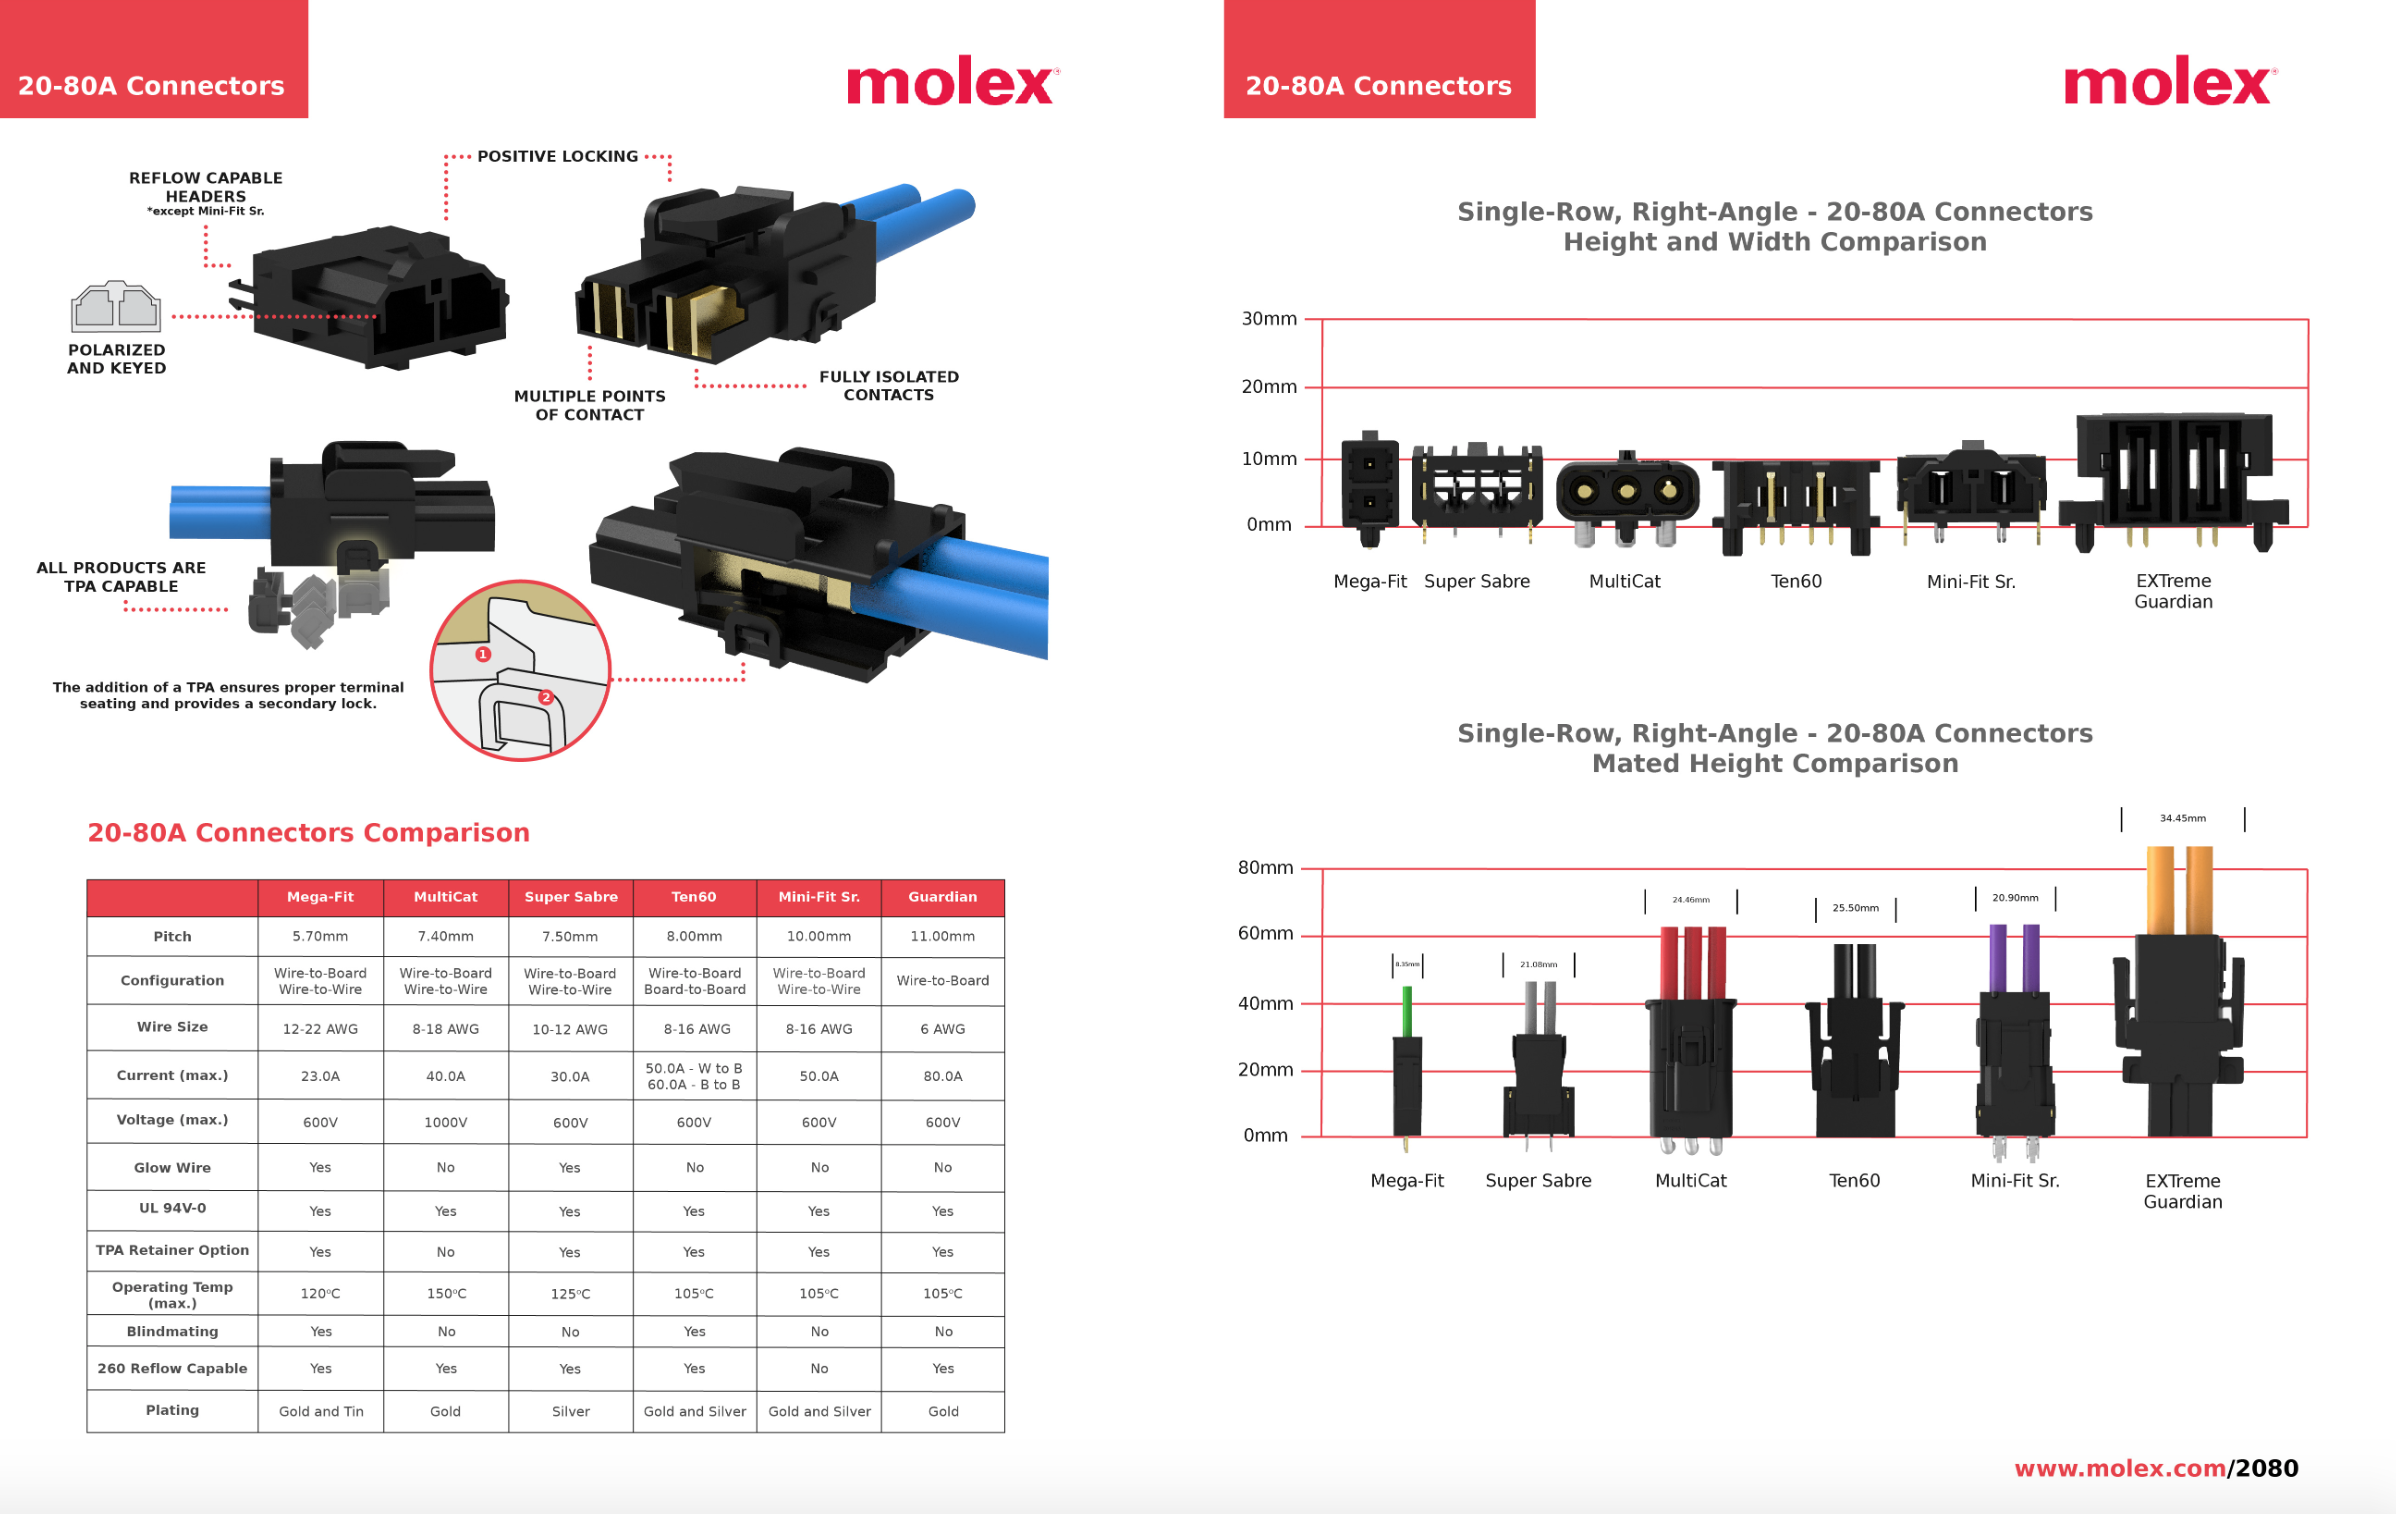 20-80A Connectors
molex®
POSITIVE LOCKING
REFLOW CAPABLE
HEADERS
*except Mini-Fit Sr.
POLARIZED
AND KEYED
MULTIPLE POINTS
OF CONTACT
FULLY ISOLATED
CONTACTS
ALL PRODUCTS ARE
TPA CAPABLE
1
2
The addition of a TPA ensures proper terminal
seating and provides a secondary lock.
20-80A Connectors Comparison
Mega-Fit MultiCat Super Sabre Ten60 Mini-Fit Sr. Guardian
Pitch 5.70mm 7.40mm 7.50mm 8.00mm 10.00mm 11.00mm
Configuration Wire-to-Board Wire-to-Wire Wire-to-Board Wire-to-Wire Wire-to-Board Wire-to-Wire Wire-to-Board Board-to-Board Wire-to-Board Wire-to-Wire Wire-to-Board
Wire Size 12-22 AWG 8-18 AWG 10-12 AWG 8-16 AWG 8-16 AWG 6 AWG
Current (max.) 23.0A 40.0A 30.0A 50.0A - W to B 60.0A - B to B 50.0A 80.0A
Voltage (max.) 600V 1000V 600V 600V 600V 600V
Glow Wire Yes No Yes No No No
UL 94V-0 Yes Yes Yes Yes Yes Yes
TPA Retainer Option Yes No Yes Yes Yes Yes
Operating Temp (max.) 120°C 150°C 125°C 105°C 105°C 105°C
Blindmating Yes No No Yes No No
260 Reflow Capable Yes Yes Yes Yes No Yes
Plating Gold and Tin Gold Silver Gold and Silver Gold and Silver Gold
20-80A Connectors
molex®
Single-Row, Right-Angle - 20-80A Connectors
Height and Width Comparison
30mm
20mm
10mm
0mm
Mega-Fit Super Sabre MultiCat Ten60 Mini-Fit Sr. EXTreme
Guardian
Single-Row, Right-Angle - 20-80A Connectors
Mated Height Comparison
34.45mm
80mm
24.46mm 25.50mm 20.90mm
60mm
8.35mm 21.08mm
40mm
20mm
0mm
Mega-Fit Super Sabre MultiCat Ten60 Mini-Fit Sr. EXTreme
Guardian
www.molex.com/2080